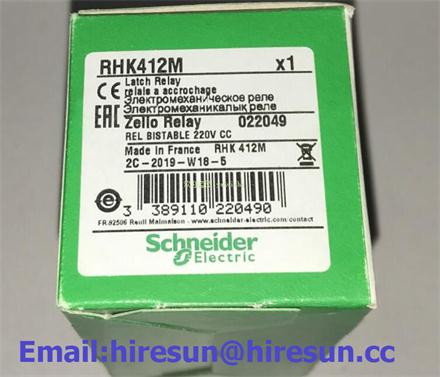 RHK412M x1
Latch Relay
relais a accrochage
Электромеханическое реле
Электромеханикалык реле
Zelio Relay 022049
REL BISTABLE 220V CC
Made in France RHK 412M
2C-2019-W18-5
3 389110 220490
FR-92506 Rueil Malmaison www.schneider-electric.com/contact
Schneider
Electric
Email:hiresun@hiresun.cc